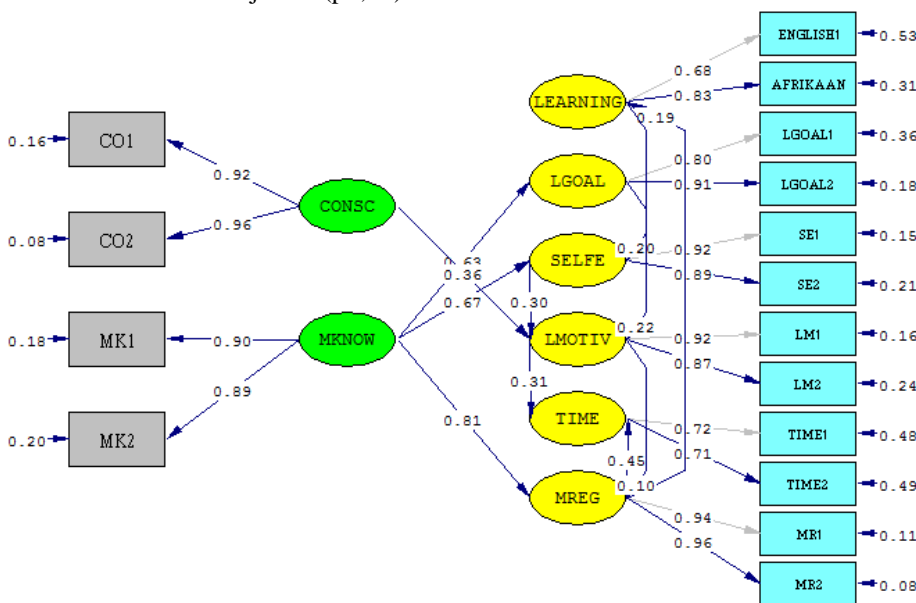 ENGLISH1
0.53
0.68
AFRIKAAN
0.31
LEARNING
0.83
0.19
0.16
CO1
LGOAL1
0.36
0.80
0.92
LGOAL
0.91
LGOAL2
0.18
CONSC
0.96
0.08
CO2
SE1
0.15
0.20
0.92
SELFE
0.63
0.36
0.89
SE2
0.21
0.67
0.30
0.22
0.18
MK1
0.90
MKNOW
LMOTIV
0.92
LM1
0.16
0.87
0.89
0.31
LM2
0.24
0.81
TIME
0.72
TIME1
0.48
0.20
MK2
0.45
0.71
0.10
TIME2
0.49
MREG
0.94
MR1
0.11
0.96
MR2
0.08